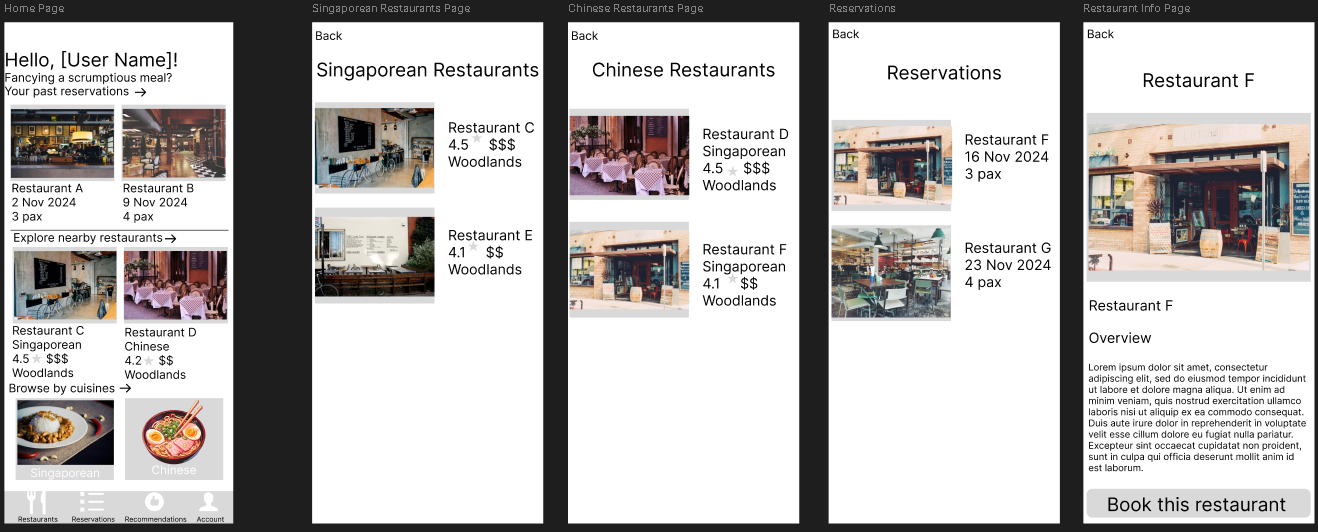 Home Page
Hello, [User Name]!
Fancying a scrumptious meal?
Your past reservations →
Restaurant A
2 Nov 2024
3 pax
Restaurant B
9 Nov 2024
4 pax
Explore nearby restaurants→
Restaurant C
Singaporean
4.5★ $$$
Woodlands
Restaurant D
Chinese
4.2★ $$
Woodlands
Browse by cuisines →
Singaporean
Chinese
Restaurants
Reservations
Recommendations
Account
Singaporean Restaurants Page
Back
Singaporean Restaurants
Restaurant C
4.5★ $$$
Woodlands
Restaurant E
4.1★ $$
Woodlands
Chinese Restaurants Page
Back
Chinese Restaurants
Restaurant D
Singaporean
4.5★ $$$
Woodlands
Restaurant F
Singaporean
4.1★ $$
Woodlands
Reservations
Back
Reservations
Restaurant F
16 Nov 2024
3 pax
Restaurant G
23 Nov 2024
4 pax
Restaurant Info Page
Back
Restaurant F
Restaurant F
Overview
Lorem ipsum dolor sit amet, consectetur
adipiscing elit, sed do eiusmod tempor incididunt
ut labore et dolore magna aliqua. Ut enim ad
minim veniam, quis nostrud exercitation ullamco
laboris nisi ut aliquip ex ea commodo consequat.
Duis aute irure dolor in reprehenderit in voluptate
velit esse cillum dolore eu fugiat nulla pariatur.
Excepteur sint occaecat cupidatat non proident,
sunt in culpa qui officia deserunt mollit anim id
est laborum.
Book this restaurant